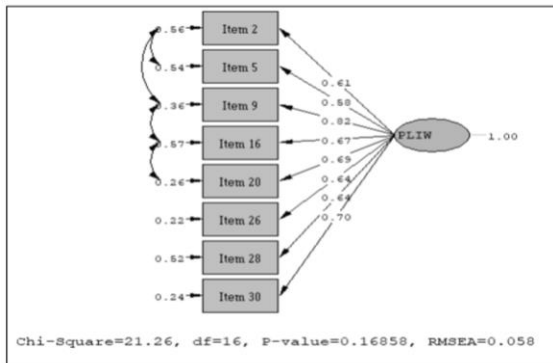 0.56 Item 2
0.54 Item 5
0.36 Item 9
0.57 Item 16
0.26 Item 20
0.22 Item 26
0.52 Item 28
0.24 Item 30
0.61
0.58
0.82
0.67
0.69
0.64
0.64
0.70
PLIW 1.00
Chi-Square=21.26, df=16, P-value=0.16858, RMSEA=0.058